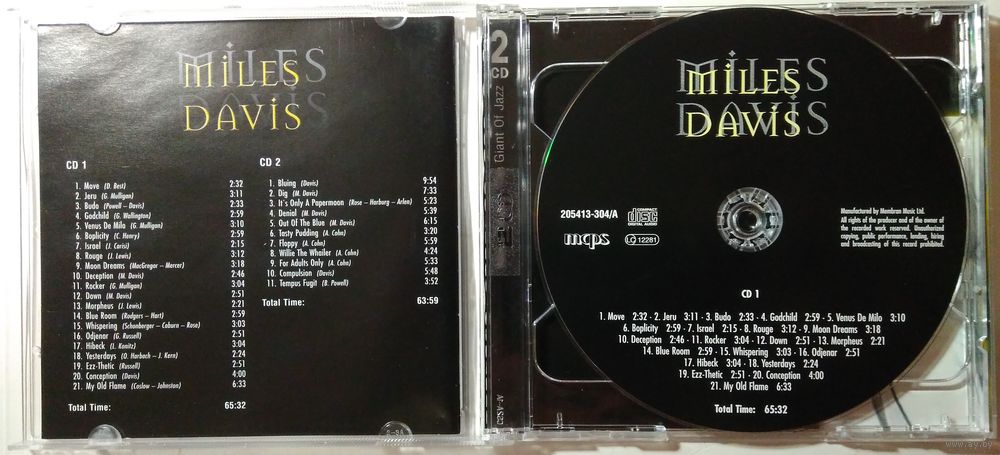 MILES
DAVIS
CD 1
1. Move (D. Best) 2:32
2. Jeru (G. Mulligan) 3:11
3. Budo (Powell – Davis) 2:33
4. Godchild (G. Wallington) 2:59
5. Venus De Milo (G. Mulligan) 3:10
6. Boplicity (C. Henry) 2:59
7. Israel (J. Carisi) 2:15
8. Rouge (J. Lewis) 3:12
9. Moon Dreams (MacGregor – Mercer) 3:18
10. Deception (M. Davis) 2:46
11. Rocker (G. Mulligan) 3:04
12. Down (M. Davis) 2:51
13. Morpheus (J. Lewis) 2:21
14. Blue Room (Rodgers – Hart) 2:59
15. Whispering (Schonberger – Coburn – Rose) 3:03
16. Odjenar (G. Russell) 2:51
17. Hibeck (L. Konitz) 3:04
18. Yesterdays (O. Harbach – J. Kern) 2:24
19. Ezz-Thetic (Russell) 2:51
20. Conception (Davis) 4:00
21. My Old Flame (Coslow – Johnston) 6:33
Total Time: 65:32
CD 2
1. Bluing (Davis) 9:54
2. Dig (M. Davis) 7:33
3. It's Only A Papermoon (Rose – Harburg – Arlen) 5:23
4. Denial (M. Davis) 5:39
5. Out Of The Blue (M. Davis) 6:15
6. Tasty Pudding (A. Cohn) 3:20
7. Floppy (A. Cohn) 5:59
8. Willie The Whailer (A. Cohn)
9. For Adults Only (A. Cohn) 5:33
10. Compulsion (Davis) 5:48
11. Tempus Fugit (B. Powell) 3:52
Total Time: 63:59
2
CD
Giant Of Jazz
MILES
DAVIS
205413-304/A
COMPACT
disc
DIGITAL AUDIO
mcps
LC 12281
Manufactured by Membran Music Ltd.
All rights of the producer and of the owner of
the recorded work reserved. Unauthorized
copying, public performance, lending, hiring
and broadcasting of this record prohibited.
CD 1
1. Move 2:32 · 2. Jeru 3:11 · 3. Budo 2:33 · 4. Godchild 2:59 · 5. Venus De Milo 3:10
6. Boplicity 2:59 · 7. Israel 2:15 · 8. Rouge 3:12 · 9. Moon Dreams 3:18
10. Deception 2:46 · 11. Rocker 3:04 · 12. Down 2:51 · 13. Morpheus 2:21
14. Blue Room 2:59 · 15. Whispering 3:03 · 16. Odjenar 2:51
17. Hibeck 3:04 · 18. Yesterdays 2:24
19. Ezz-Thetic 2:51 · 20. Conception 4:00
21. My Old Flame 6:33
Total Time: 65:32
www.ay.by